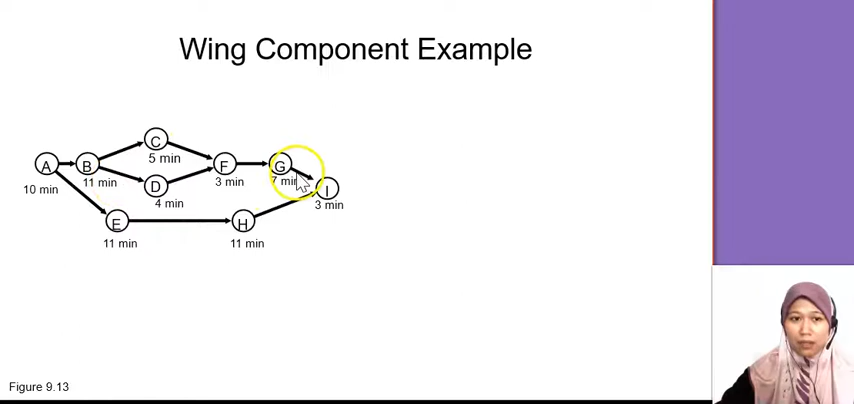 Wing Component Example
C
5 min
A
B
F
G
10 min
11 min
3 min
7 min
D
4 min
I
3 min
E
11 min
H
11 min
Figure 9.13